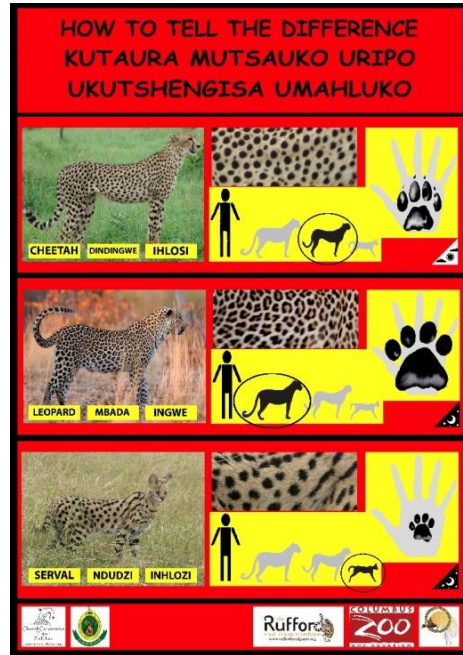 HOW TO TELL THE DIFFERENCE
KUTAURA MUTSAUKO URIPO
UKUTSHENGISA UMAHLUKO
CHEETAH DINDINGWE IHLOSI
LEOPARD MBADA INGWE
SERVAL NDUDZI INHLOZI
Rufford
COLUMBUS
ZOO